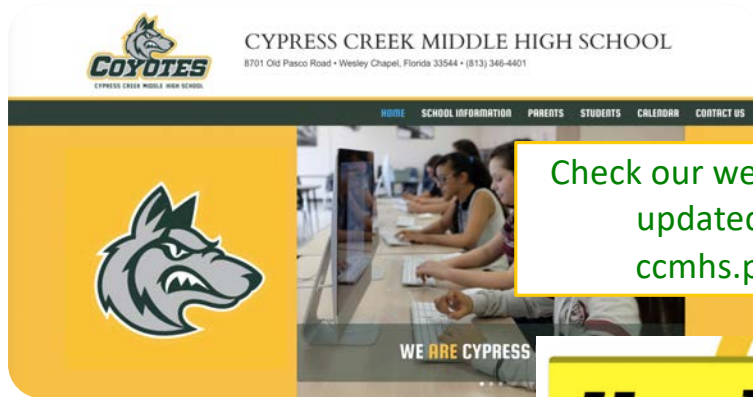 COYOTES
CYPRESS CREEK MIDDLE HIGH SCHOOL
CYPRESS CREEK MIDDLE HIGH SCHOOL
8701 Old Pasco Road • Wesley Chapel, Florida 33544 • (813) 346-4401
HOME SCHOOL INFORMATION PARENTS STUDENTS CALENDAR CONTACT US
Check our we
updated
ccmhs.p
WE ARE CYPRESS